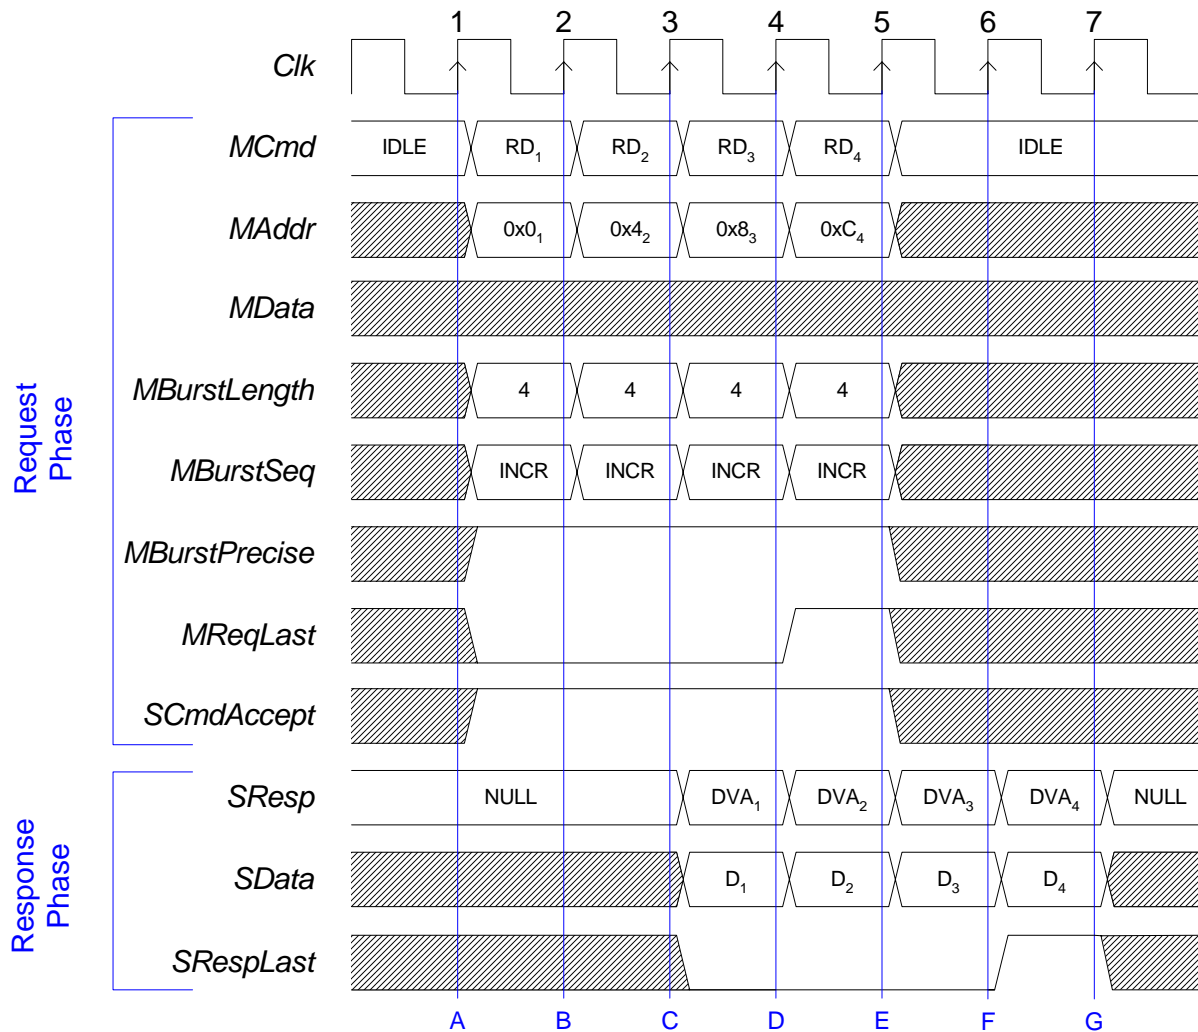 1 2 3 4 5 6 7
Clk
MCmd IDLE RD₁ RD₂ RD₃ RD₄ IDLE
MAddr 0x0₁ 0x4₂ 0x8₃ 0xC₄
MData
MBurstLength 4 4 4 4
MBurstSeq INCR INCR INCR INCR
MBurstPrecise
MReqLast
SCmdAccept
Request
Phase
SResp NULL DVA₁ DVA₂ DVA₃ DVA₄ NULL
SData D₁ D₂ D₃ D₄
SRespLast
Response
Phase
A B C D E F G